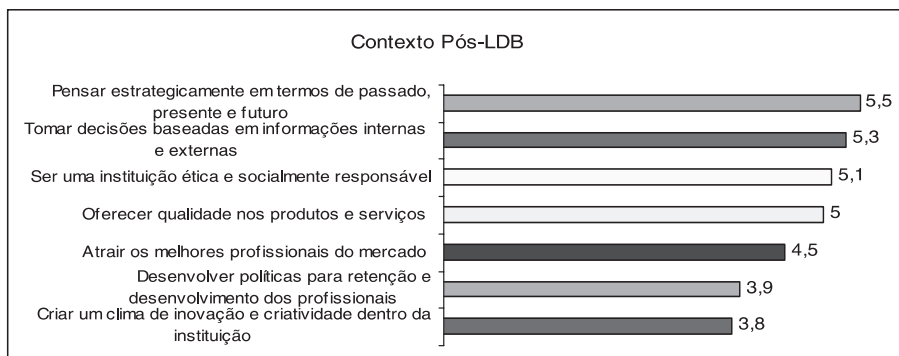 Contexto Pós-LDB
Pensar estrategicamente em termos de passado,
presente e futuro
5,5
Tomar decisões baseadas em informações internas
e externas
5,3
Ser uma instituição ética e socialmente responsável
5,1
Oferecer qualidade nos produtos e serviços
5
Atrair os melhores profissionais do mercado
4,5
Desenvolver políticas para retenção e
desenvolvimento dos profissionais
3,9
Criar um clima de inovação e criatividade dentro da
instituição
3,8